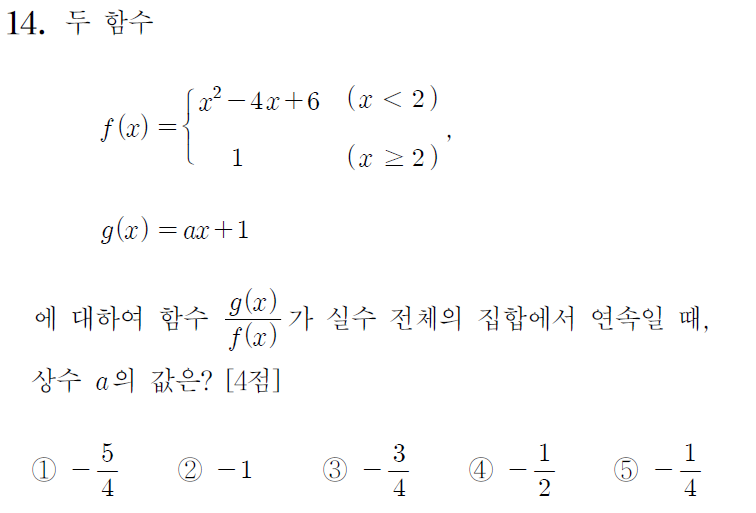 14. 두 함수
f(x) = { x² − 4x + 6 (x < 2)
1 (x ≥ 2) ,
g(x) = ax + 1
에 대하여 함수 g(x)/f(x) 가 실수 전체의 집합에서 연속일 때,
상수 a의 값은? [4점]
① −5/4 ② −1 ③ −3/4 ④ −1/2 ⑤ −1/4